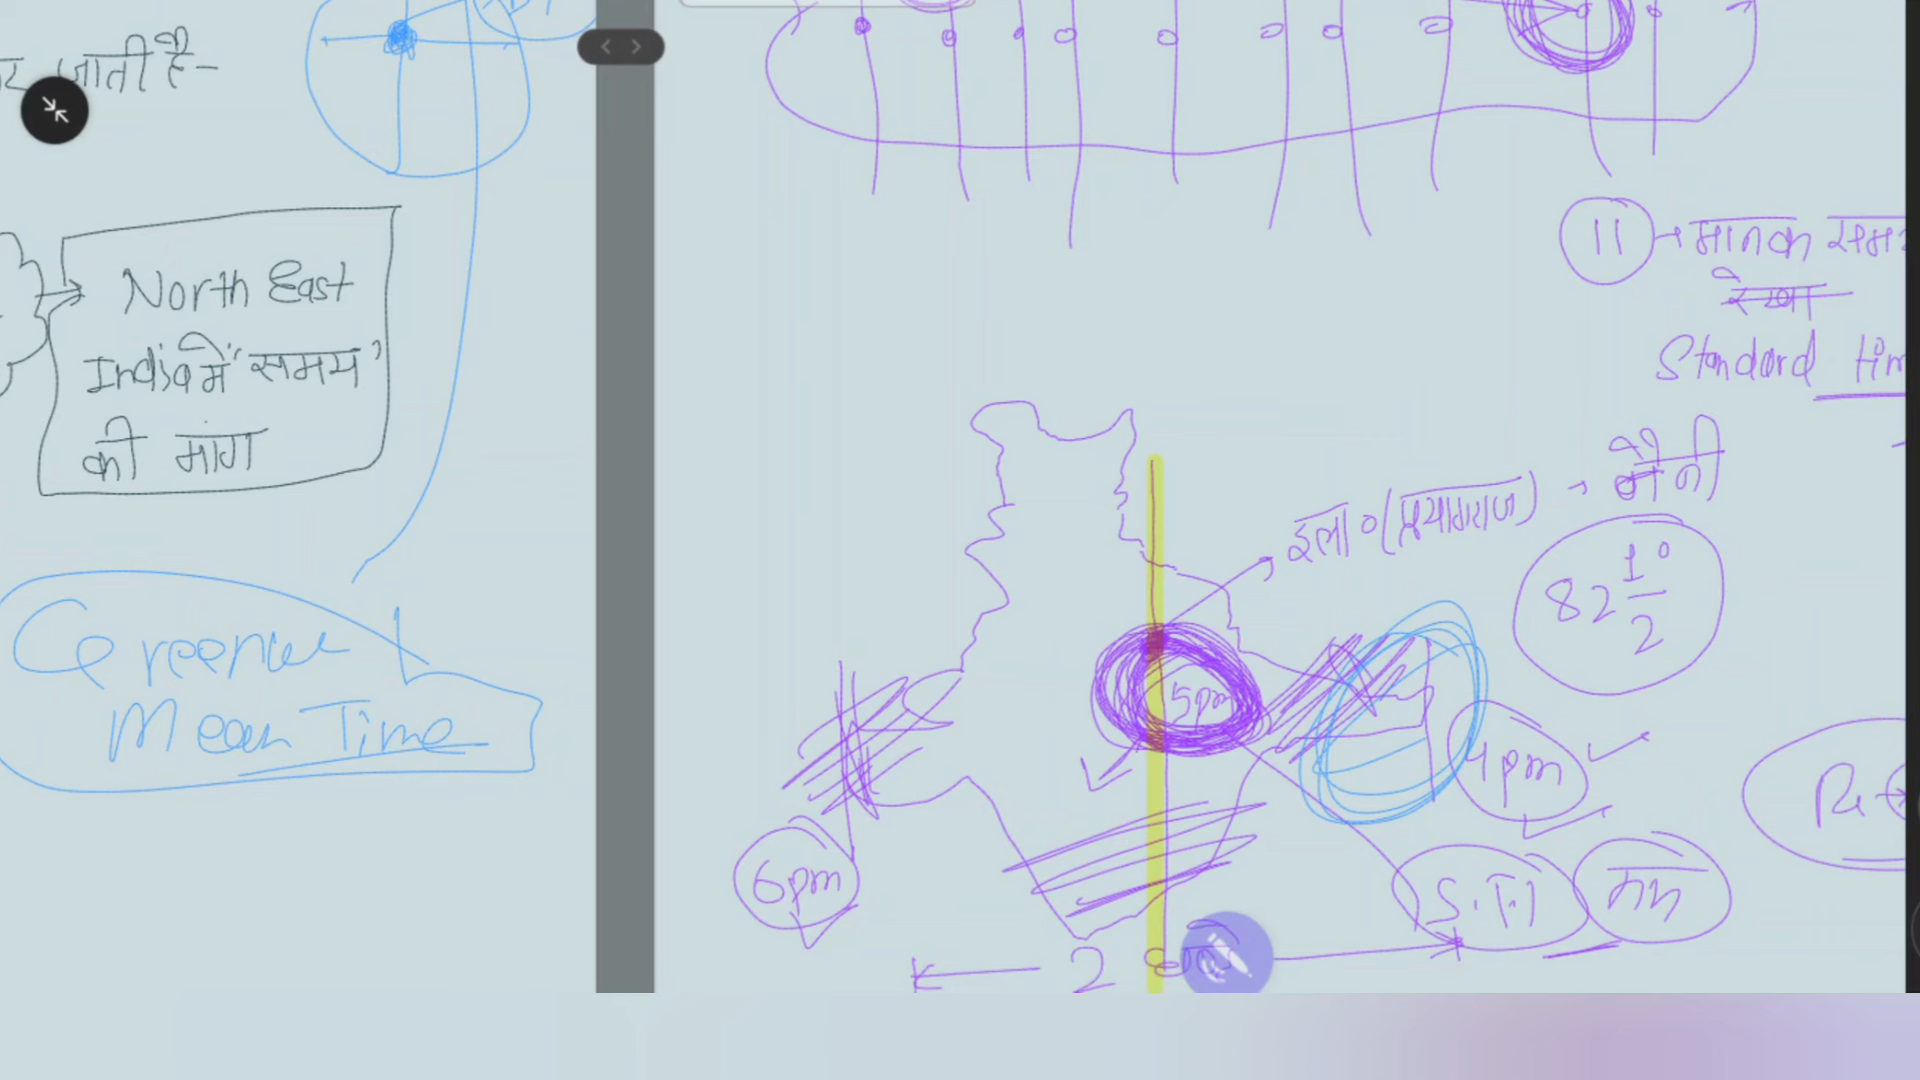 जाती है-
North East
India में "समय"
की मांग
Mean Time
11 → मानक समय
रेखा
Standard tim
इला० (प्रयागराज) → नैनी
82 1/2°
5pm
4pm
6pm
2